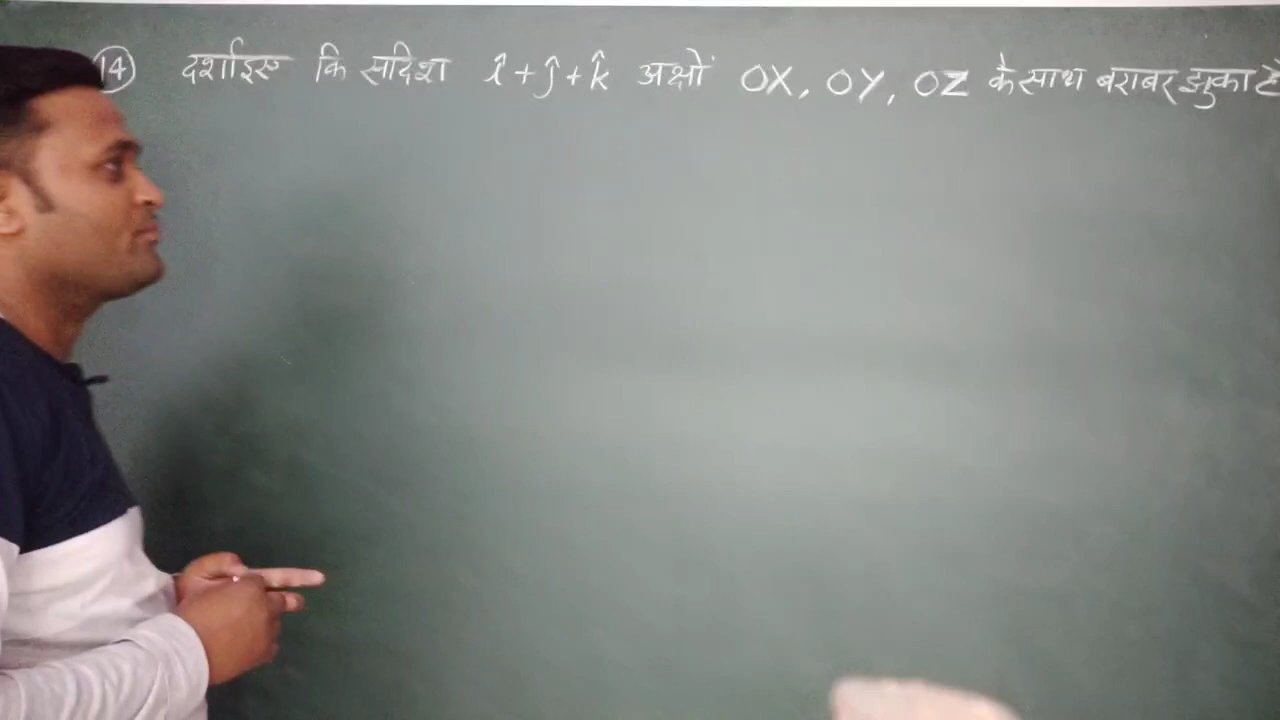 (14) दर्शाइए कि सदिश î + ĵ + k̂ अक्षों OX, OY, OZ के साथ बराबर झुका है